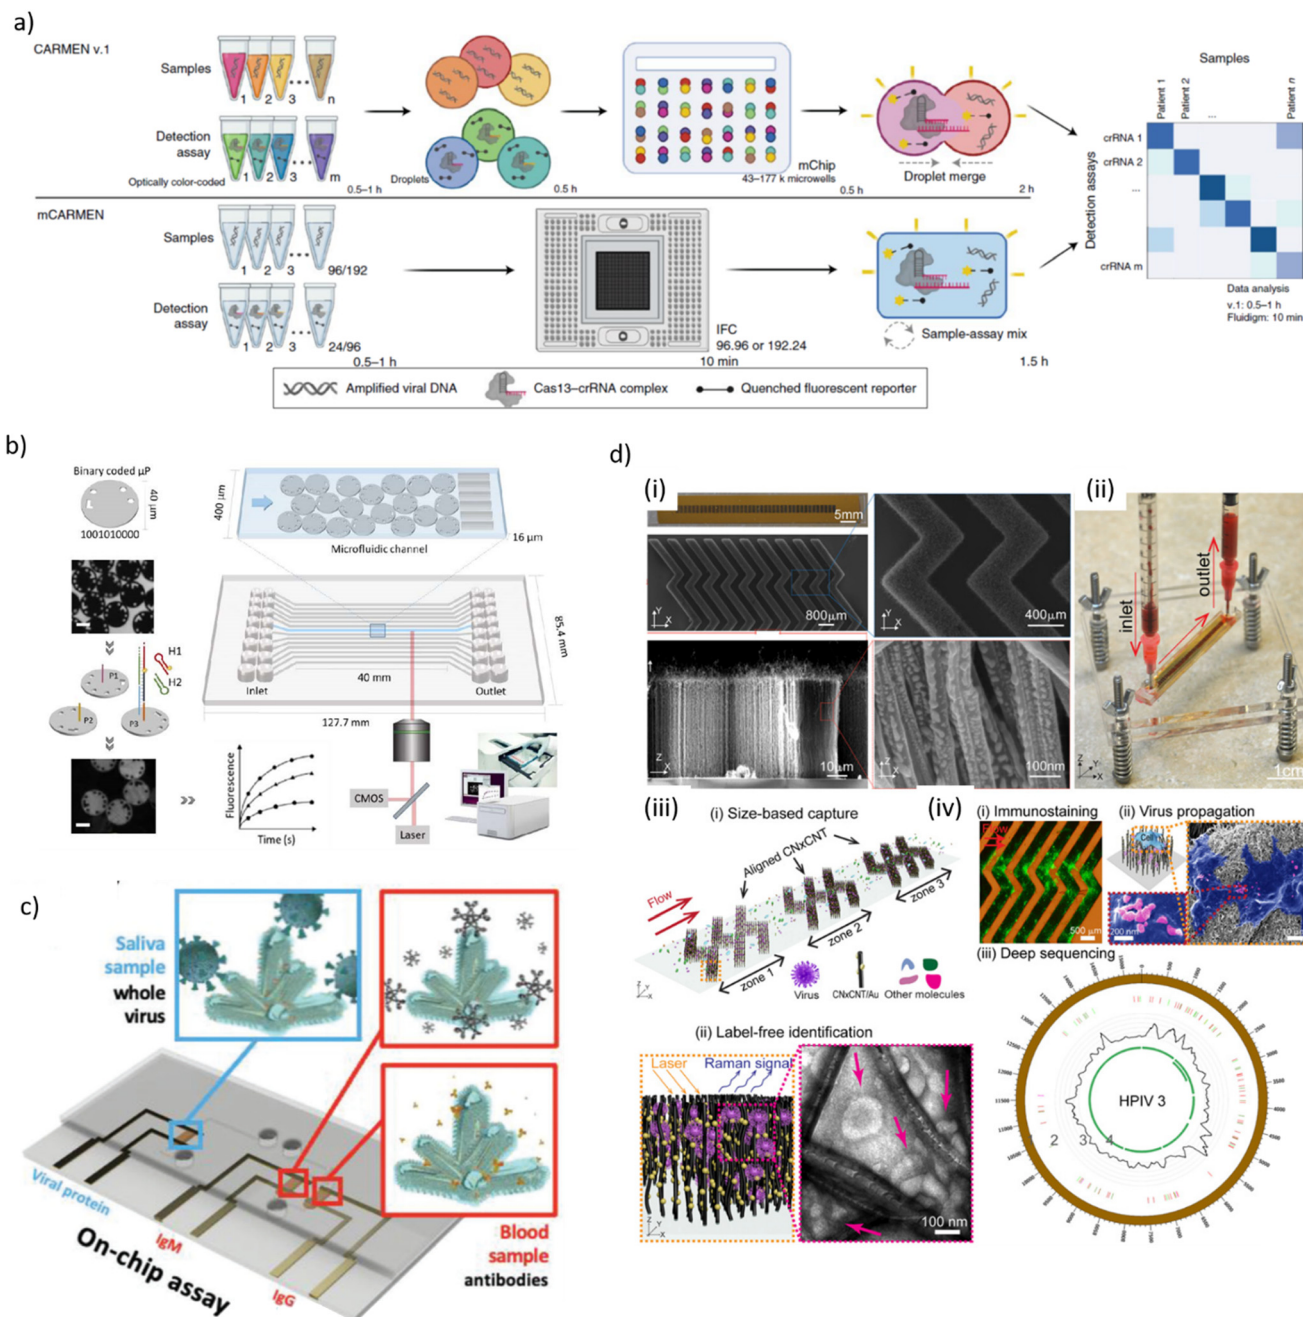 a)
CARMEN v.1
Samples
1 2 3 n
Detection
assay
Optically color-coded
1 2 3 m
0.5–1 h
Droplets
0.5 h
mChip
43–177 k microwells
0.5 h
Droplet merge
2 h
mCARMEN
Samples
1 2 3 96/192
Detection
assay
1 2 3 24/96
0.5–1 h
IFC
96.96 or 192.24
10 min
Sample-assay mix
1.5 h
Samples
Patient 1
Patient 2
...
Patient n
Detection assays
crRNA 1
crRNA 2
...
crRNA m
Data analysis
v.1: 0.5–1 h
Fluidigm: 10 min
Amplified viral DNA
Cas13–crRNA complex
Quenched fluorescent reporter
b)
Binary coded µP
40 µm
1001010000
P1
H1
H2
P2
P3
400 µm
Microfluidic channel
16 µm
Inlet
40 mm
Outlet
85.4 mm
127.7 mm
Fluorescence
Time (s)
CMOS
Laser
c)
Saliva
sample
whole
virus
Viral protein
IgM
IgG
On-chip assay
Blood
sample
antibodies
d)
(i)
5mm
Y
X
800µm
Y
X
400µm
Z
X
10µm
Z
X
100nm
(ii)
inlet
outlet
1cm
(iii)
(i) Size-based capture
Aligned CNxCNT
Flow
zone 1
zone 2
zone 3
Virus
CNxCNT/Au
Other molecules
(ii) Label-free identification
Laser
Raman signal
100 nm
(iv)
(i) Immunostaining
Flow
500 µm
(ii) Virus propagation
Cell
200 nm
(iii) Deep sequencing
HPIV 3
1 2 3 4